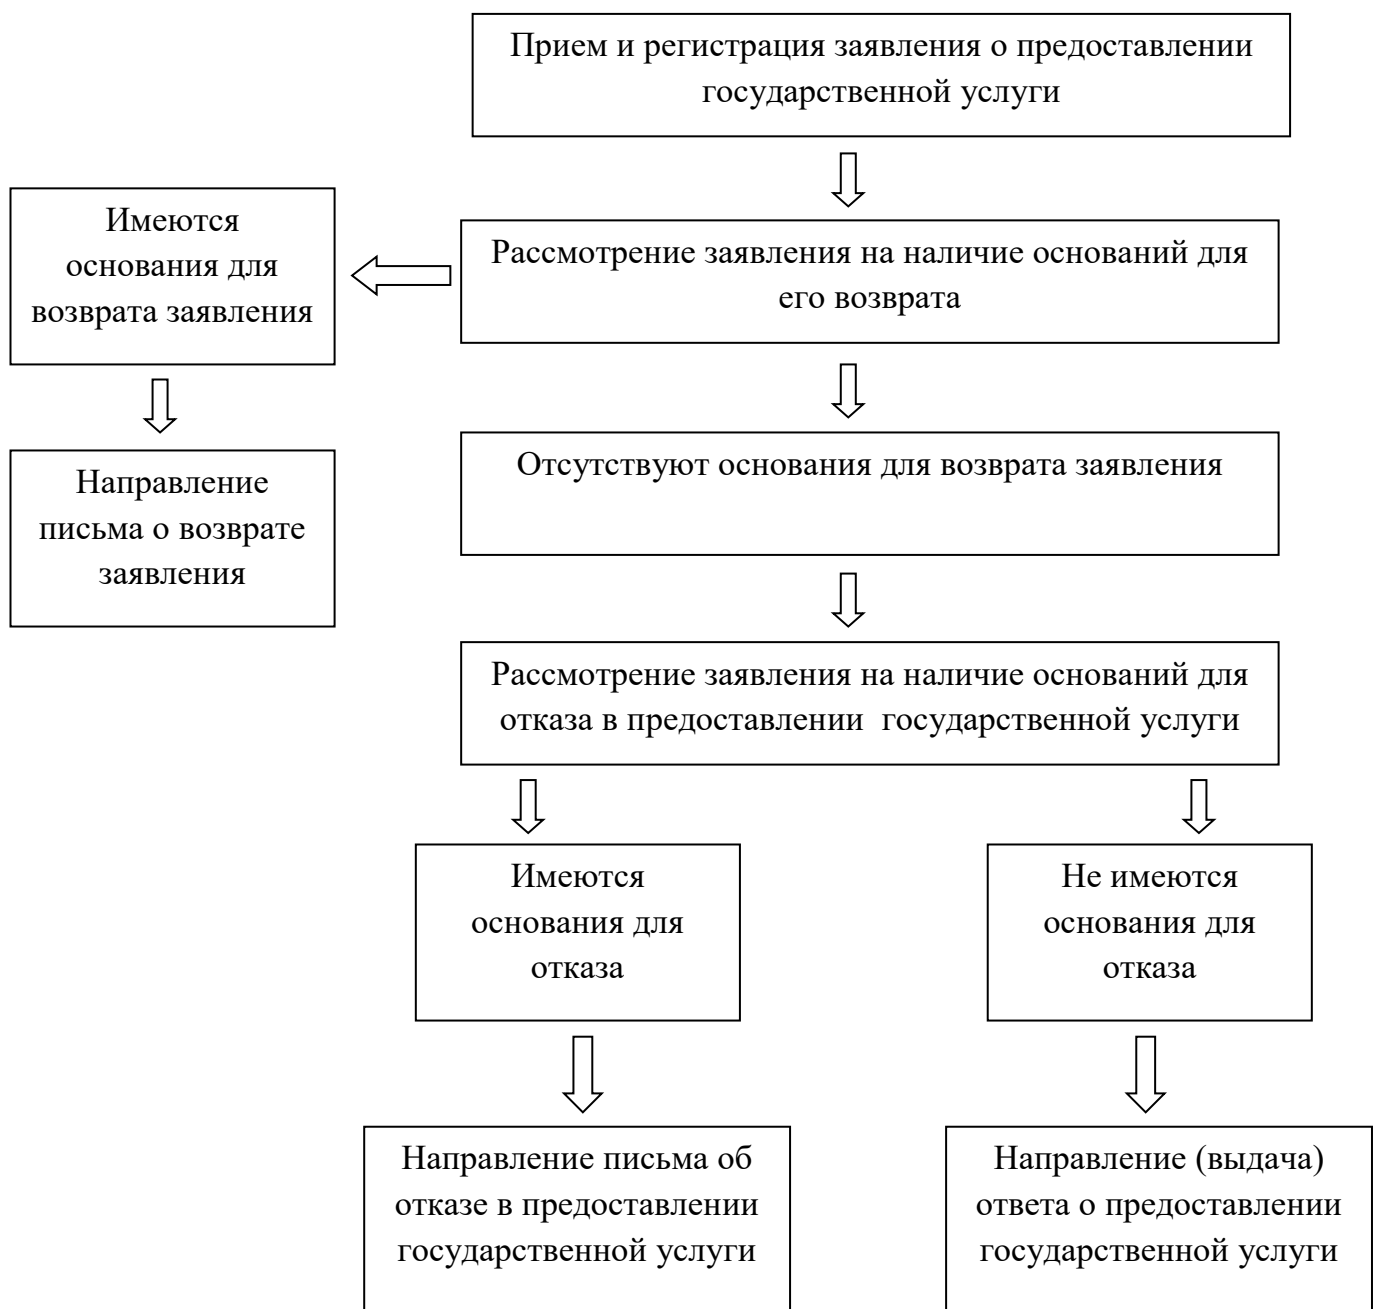 Прием и регистрация заявления о предоставлении
государственной услуги
Имеются
основания для
возврата заявления
Рассмотрение заявления на наличие оснований для
его возврата
Направление
письма о возврате
заявления
Отсутствуют основания для возврата заявления
Рассмотрение заявления на наличие оснований для
отказа в предоставлении  государственной услуги
Имеются
основания для
отказа
Не имеются
основания для
отказа
Направление письма об
отказе в предоставлении
государственной услуги
Направление (выдача)
ответа о предоставлении
государственной услуги